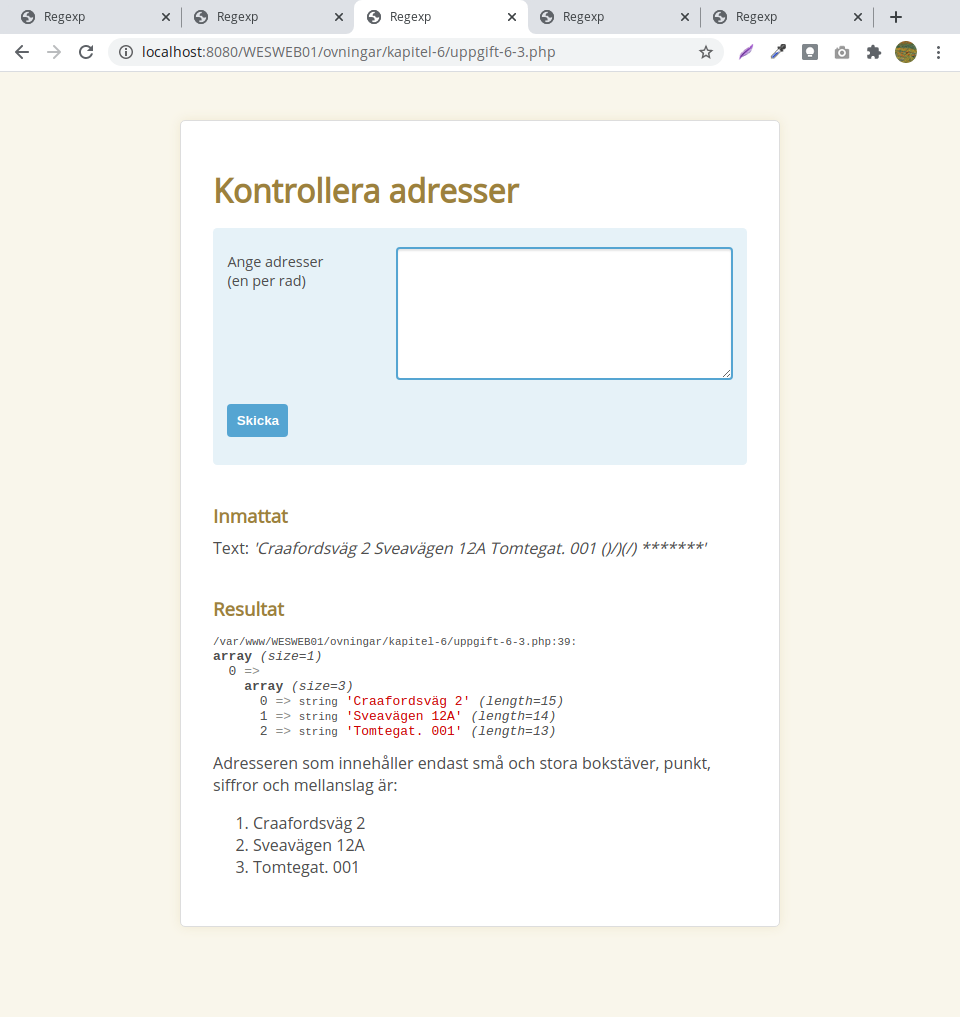 Regexp
Regexp
Regexp
Regexp
Regexp
localhost:8080/WESWEB01/ovningar/kapitel-6/uppgift-6-3.php
Kontrollera adresser
Ange adresser
(en per rad)
Skicka
Inmattat
Text: 'Craafordsväg 2 Sveavägen 12A Tomtegat. 001 ()/)(/) *******'
Resultat
/var/www/WESWEB01/ovningar/kapitel-6/uppgift-6-3.php:39:
array (size=1)
0 =>
array (size=3)
0 => string 'Craafordsväg 2' (length=15)
1 => string 'Sveavägen 12A' (length=14)
2 => string 'Tomtegat. 001' (length=13)
Adresseren som innehåller endast små och stora bokstäver, punkt,
siffror och mellanslag är:
1. Craafordsväg 2
2. Sveavägen 12A
3. Tomtegat. 001